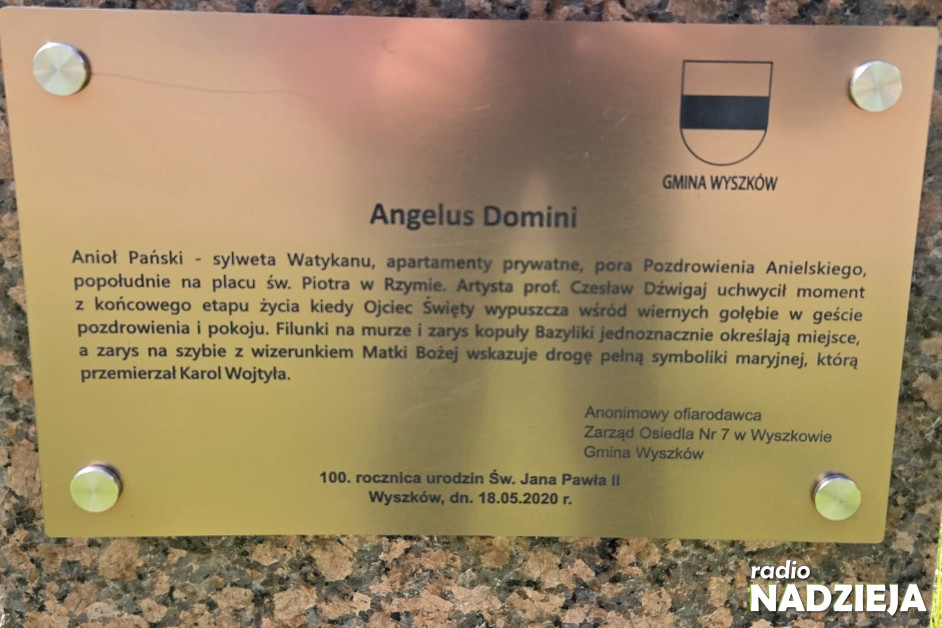 GMINA WYSZKÓW
Angelus Domini
Anioł Pański - sylweta Watykanu, apartamenty prywatne, pora Pozdrowienia Anielskiego,
popołudnie na placu św. Piotra w Rzymie. Artysta prof. Czesław Dźwigaj uchwycił moment
z końcowego etapu życia kiedy Ojciec Święty wypuszcza wśród wiernych gołębie w geście
pozdrowienia i pokoju. Filunki na murze i zarys kopuły Bazyliki jednoznacznie określają miejsce,
a zarys na szybie z wizerunkiem Matki Bożej wskazuje drogę pełną symboliki maryjnej, którą
przemierzał Karol Wojtyła.
Anonimowy ofiarodawca
Zarząd Osiedla Nr 7 w Wyszkowie
Gmina Wyszków
100. rocznica urodzin Św. Jana Pawła II
Wyszków, dn. 18.05.2020 r.
radio
NADZIEJA